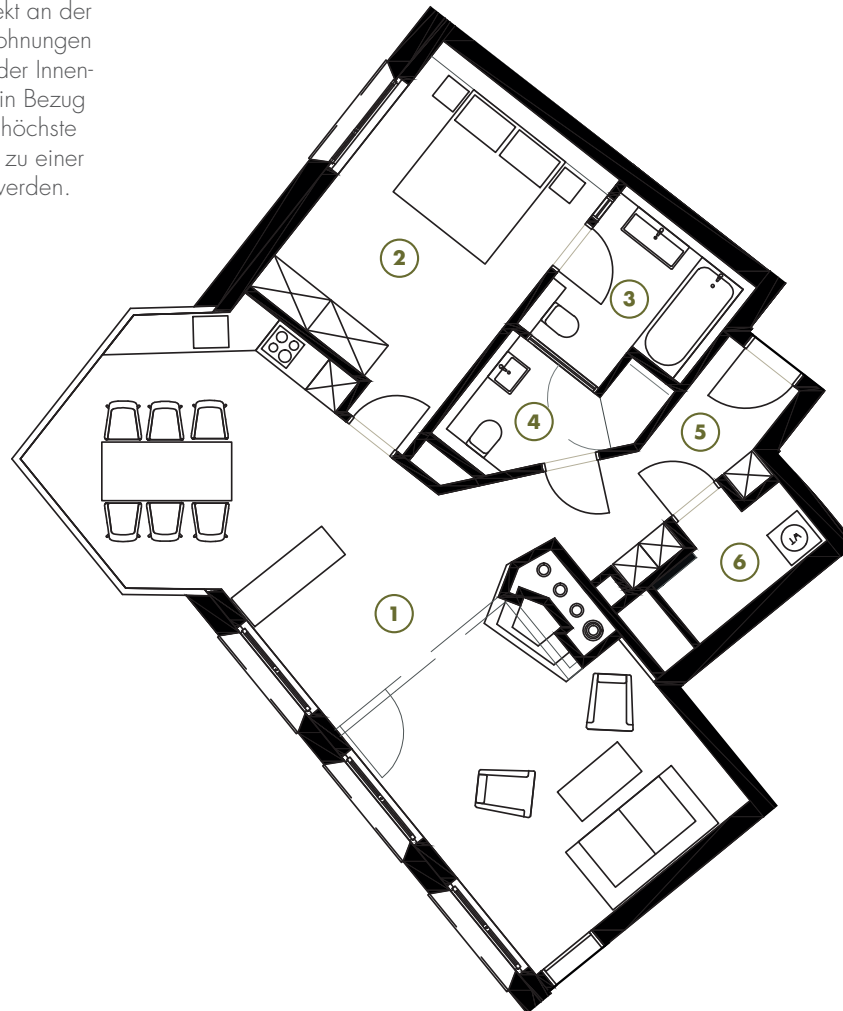 ekt an der
ohnungen
der Innen-
in Bezug
höchste
zu einer
verden.
2
3
4
5
6
1